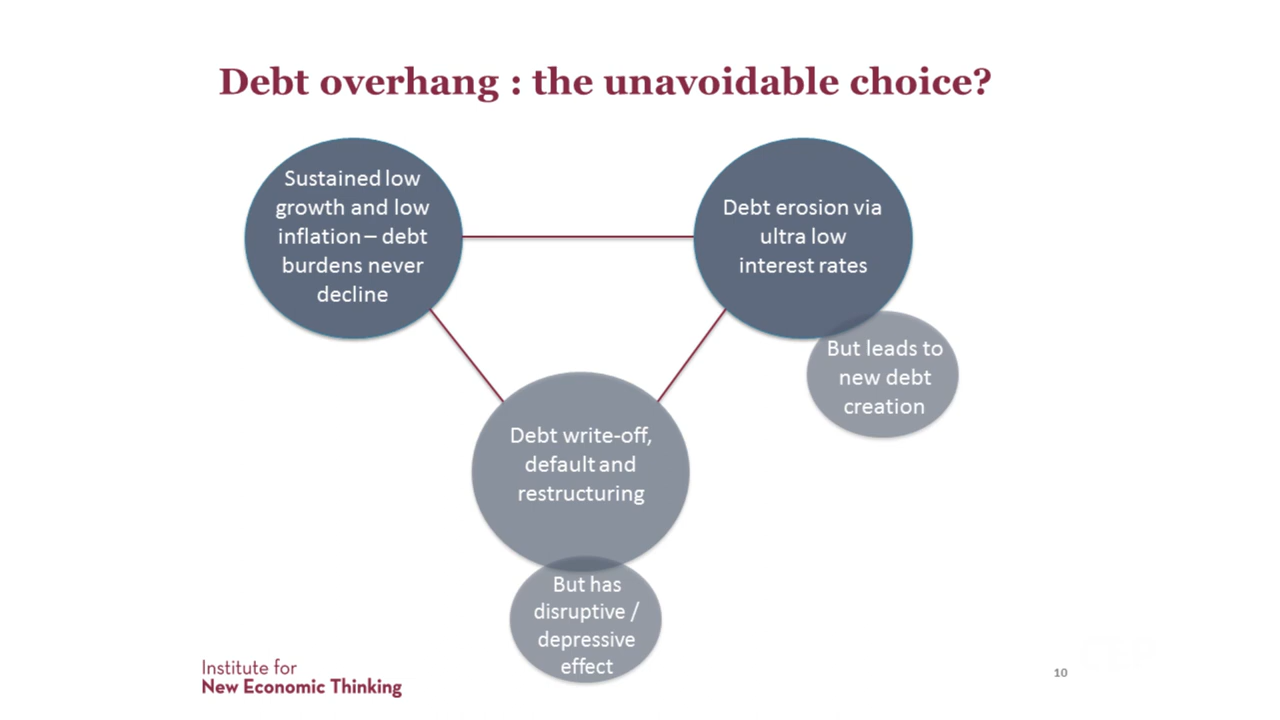 Debt overhang : the unavoidable choice?
Sustained low
growth and low
inflation – debt
burdens never
decline
Debt erosion via
ultra low
interest rates
But leads to
new debt
creation
Debt write-off,
default and
restructuring
But has
disruptive /
depressive
effect
Institute for
New Economic Thinking
10